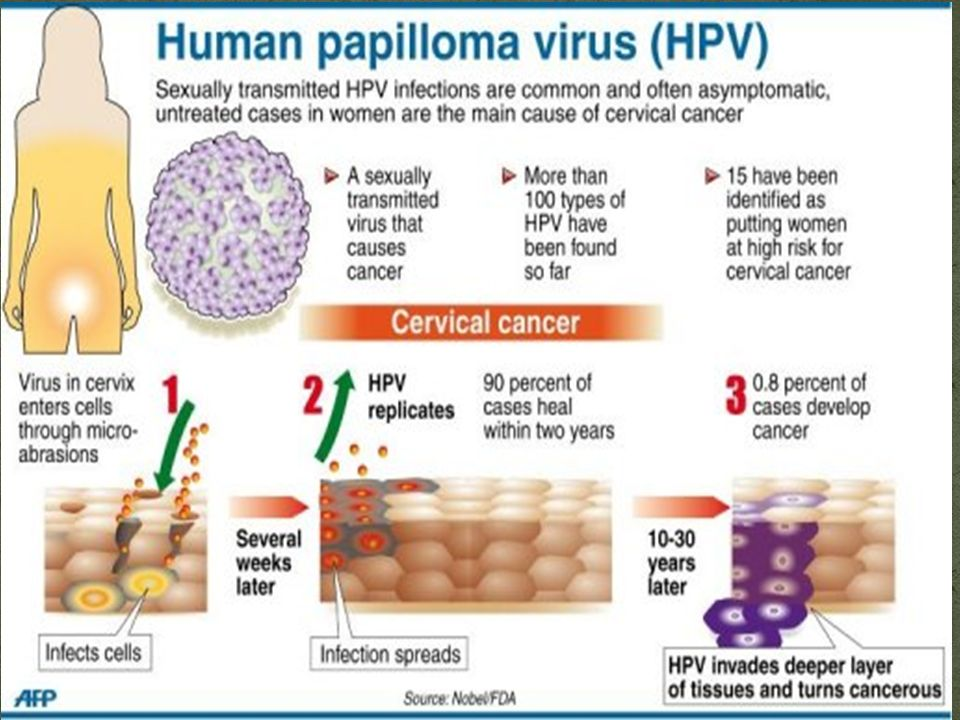 Human papilloma virus (HPV)
Sexually transmitted HPV infections are common and often asymptomatic,
untreated cases in women are the main cause of cervical cancer
A sexually
transmitted
virus that
causes
cancer
More than
100 types of
HPV have
been found
so far
15 have been
identified as
putting women
at high risk for
cervical cancer
Cervical cancer
Virus in cervix
enters cells
through micro-
abrasions
1
2
HPV
replicates
90 percent of
cases heal
within two years
3
0.8 percent of
cases develop
cancer
Several
weeks
later
10-30
years
later
Infects cells
Infection spreads
HPV invades deeper layer
of tissues and turns cancerous
AFP
Source: Nobel/FDA